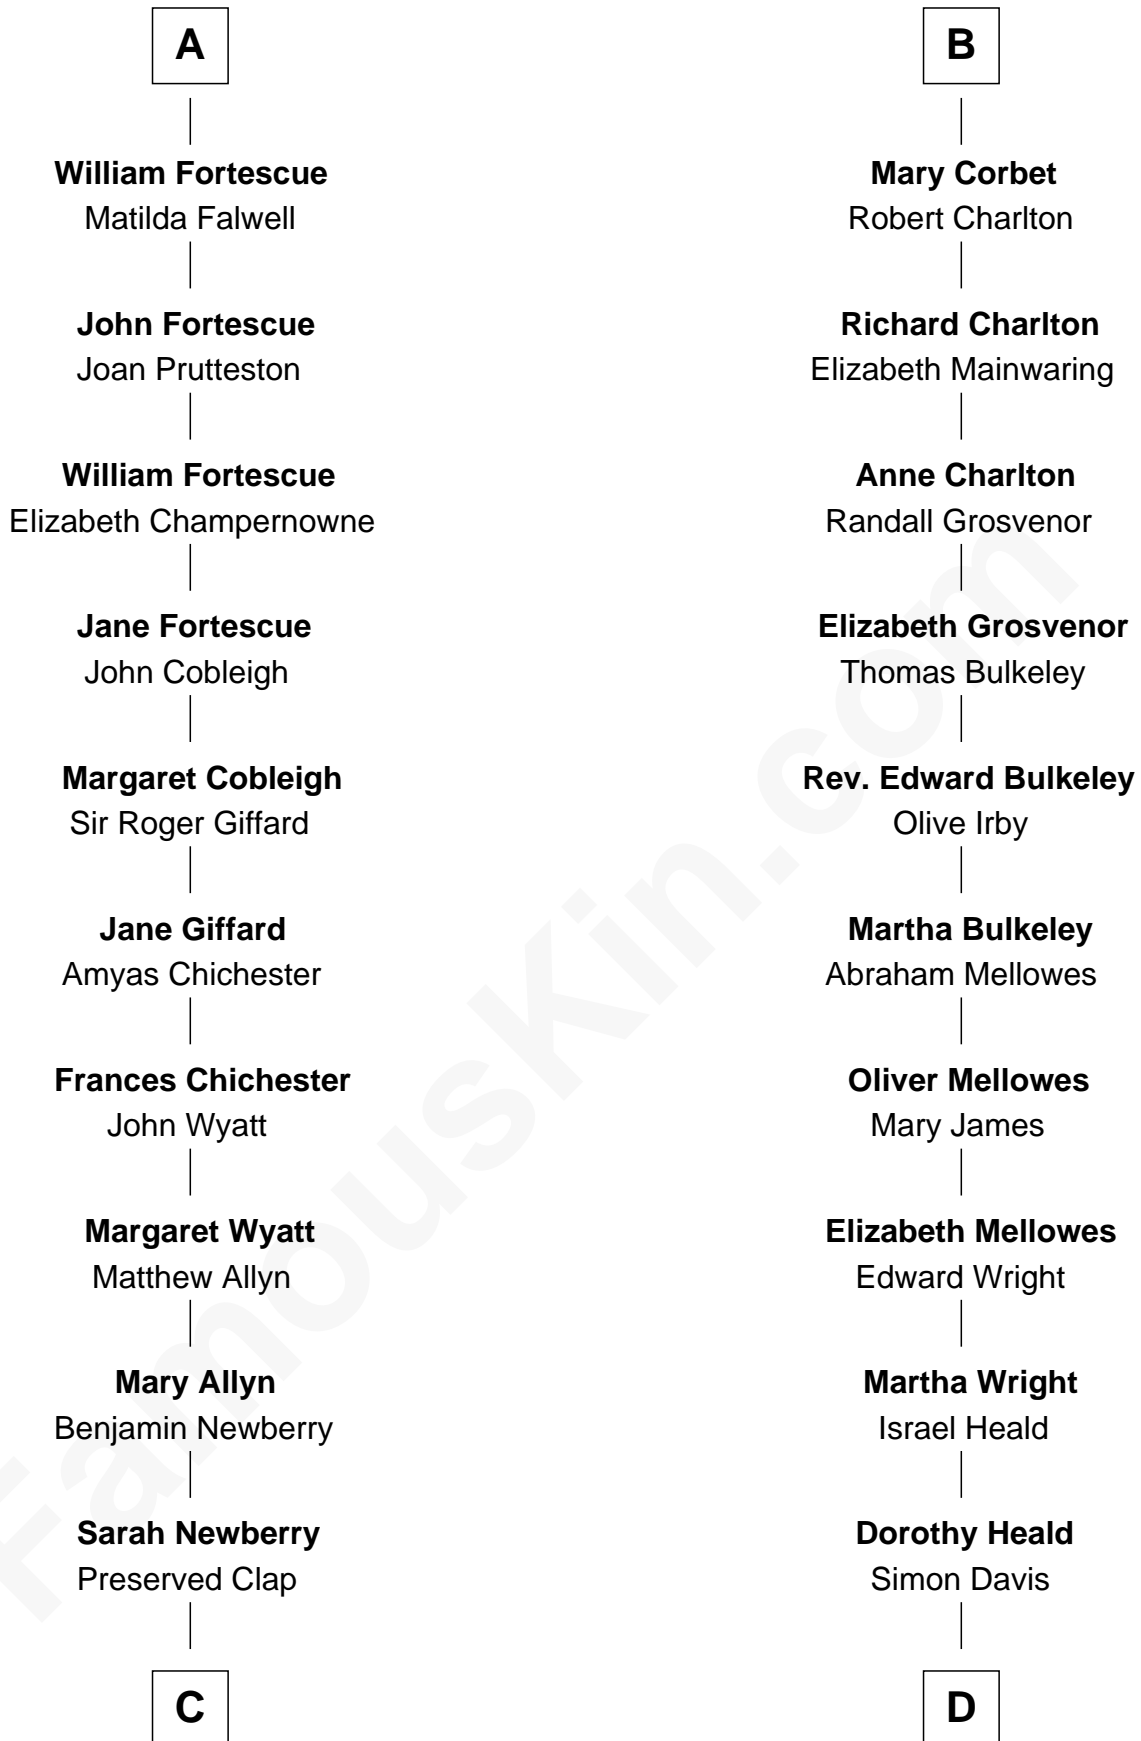 A
William Fortescue
Matilda Falwell
John Fortescue
Joan Prutteston
William Fortescue
Elizabeth Champernowne
Jane Fortescue
John Cobleigh
Margaret Cobleigh
Sir Roger Giffard
Jane Giffard
Amyas Chichester
Frances Chichester
John Wyatt
Margaret Wyatt
Matthew Allyn
Mary Allyn
Benjamin Newberry
Sarah Newberry
Preserved Clap
C
B
Mary Corbet
Robert Charlton
Richard Charlton
Elizabeth Mainwaring
Anne Charlton
Randall Grosvenor
Elizabeth Grosvenor
Thomas Bulkeley
Rev. Edward Bulkeley
Olive Irby
Martha Bulkeley
Abraham Mellowes
Oliver Mellowes
Mary James
Elizabeth Mellowes
Edward Wright
Martha Wright
Israel Heald
Dorothy Heald
Simon Davis
D
FamousKin.com